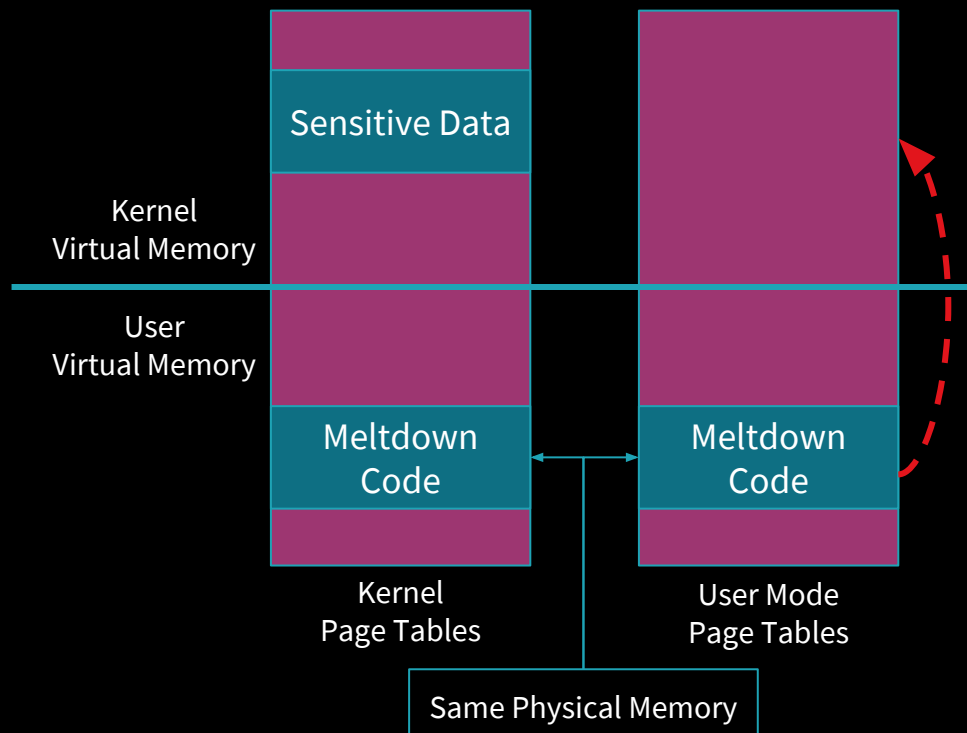 Sensitive Data
Kernel
Virtual Memory
User
Virtual Memory
Meltdown
Code
Meltdown
Code
Kernel
Page Tables
User Mode
Page Tables
Same Physical Memory